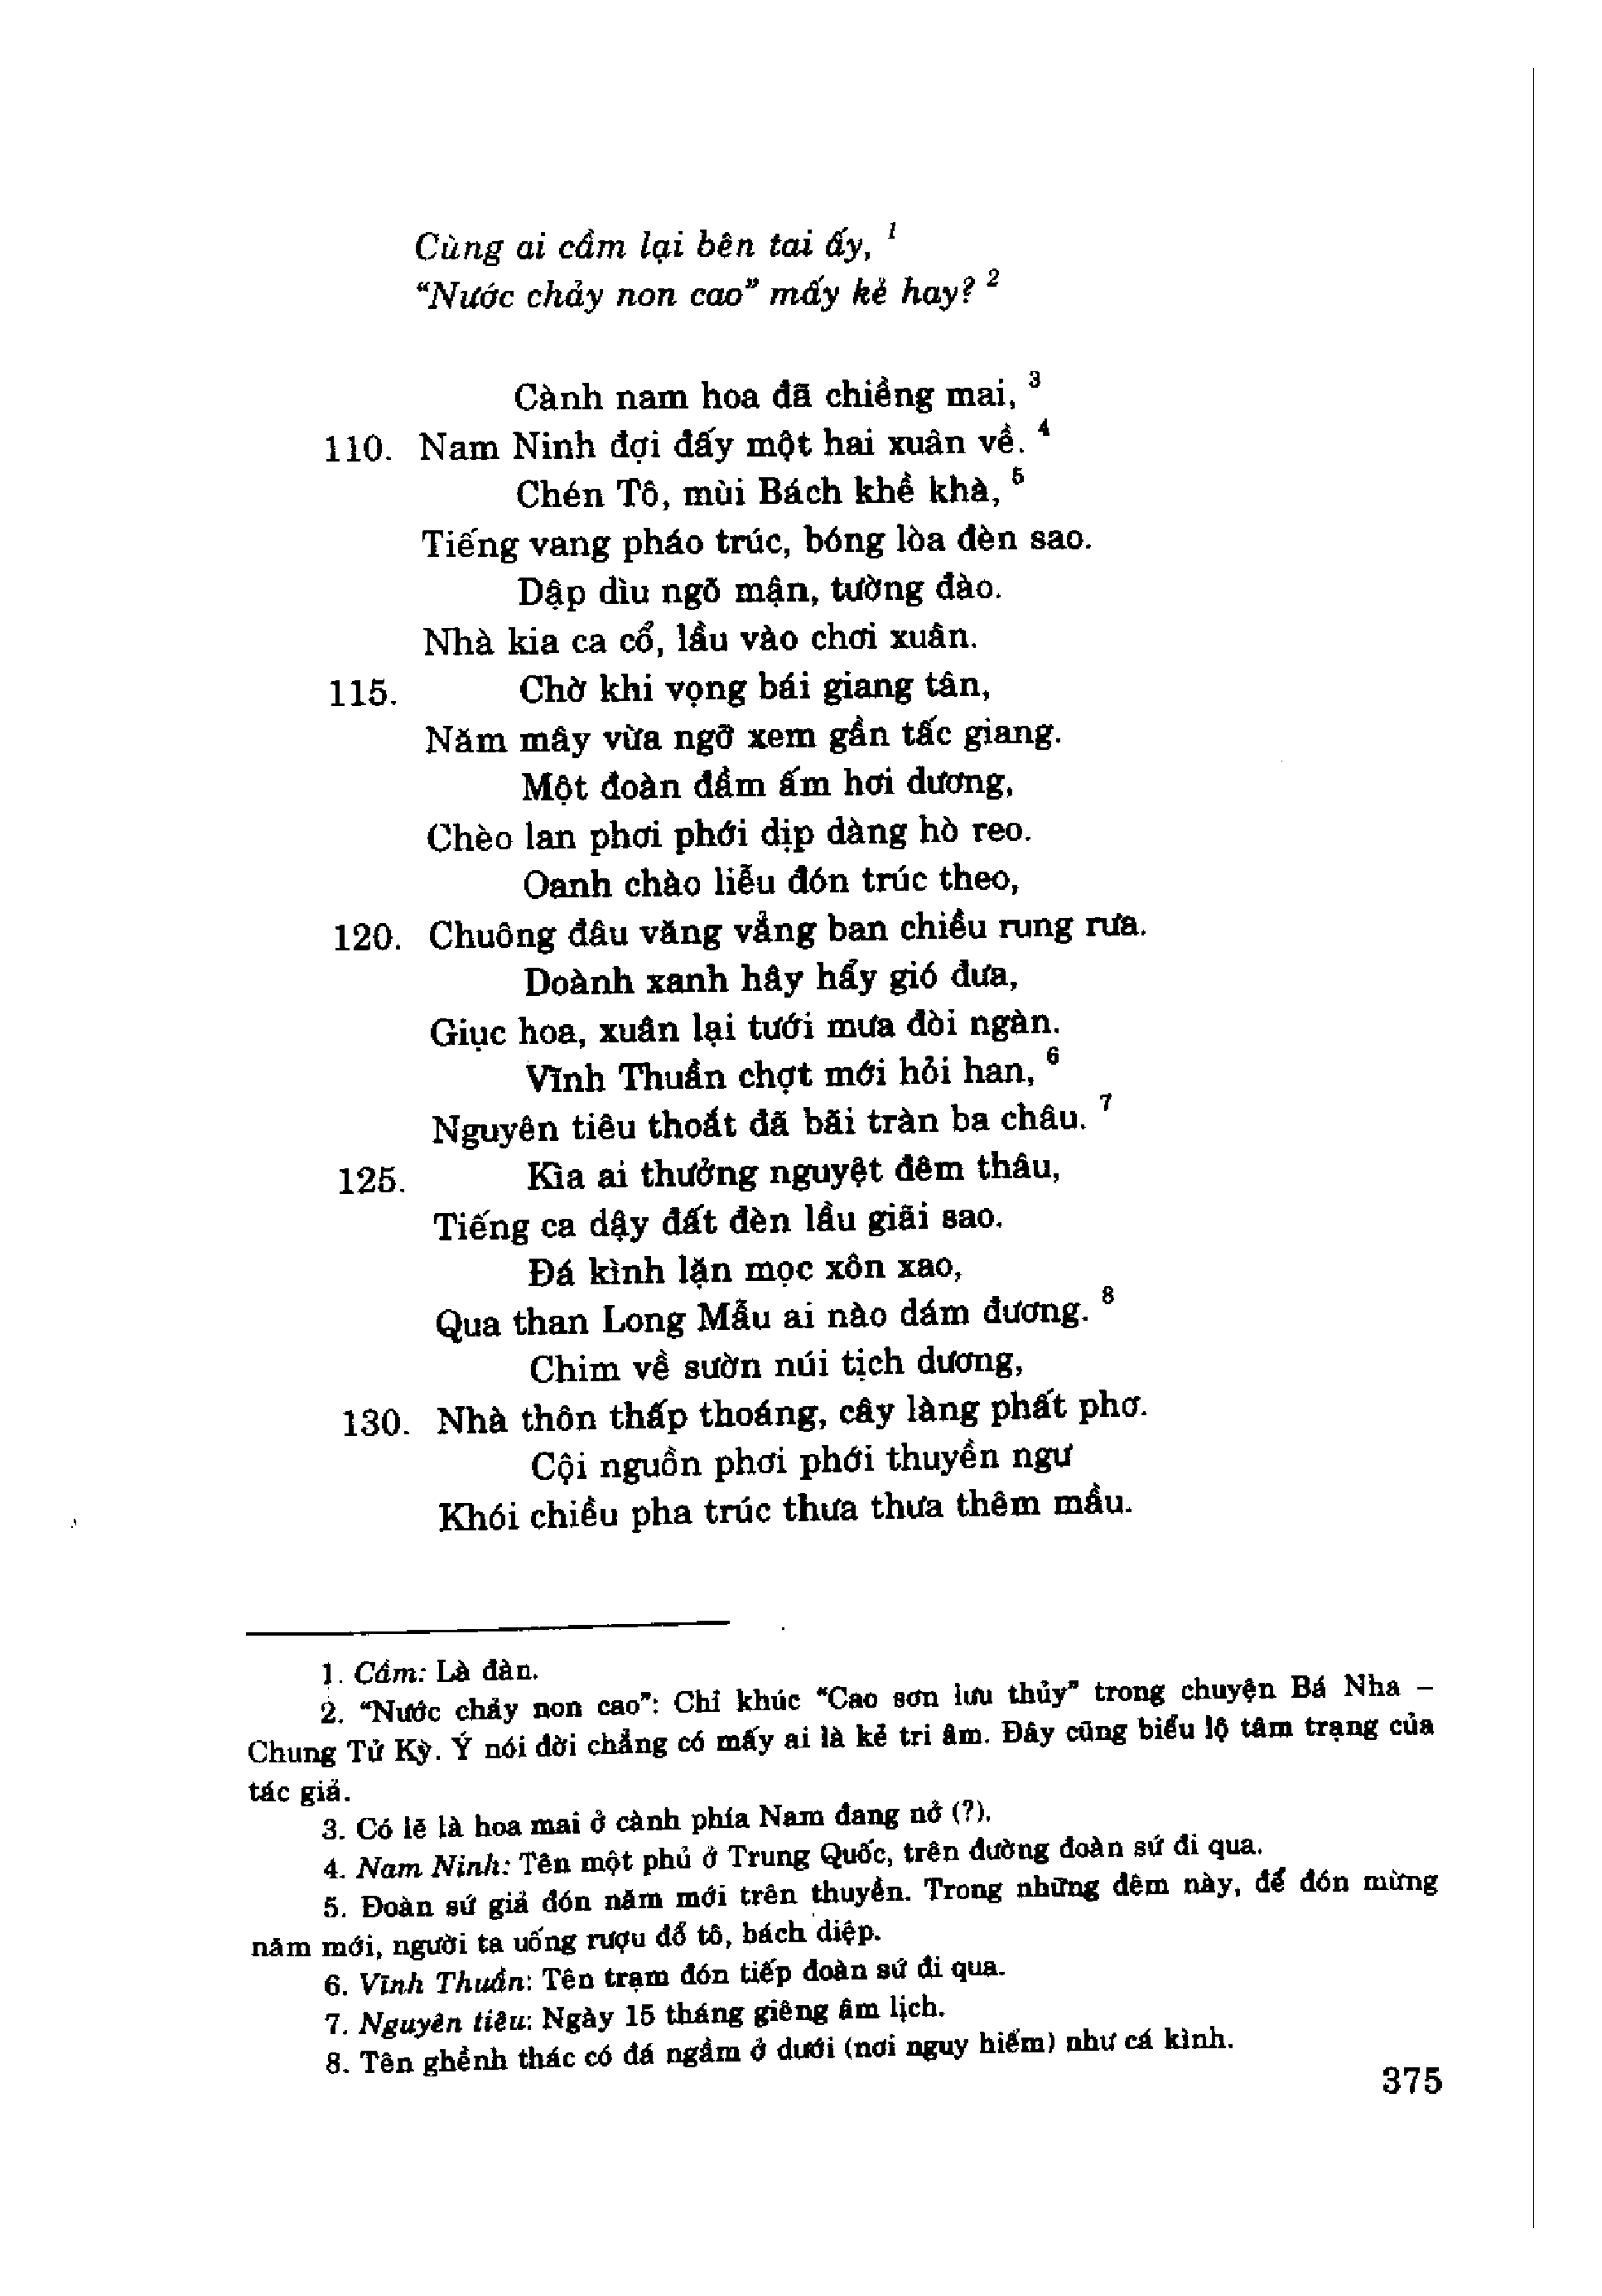 Cùng ai cầm lại bên tai ấy, 1
“Nước chảy non cao” mấy kẻ hay? 2
Cành nam hoa đã chiềng mai, 3
110. Nam Ninh đợi đấy một hai xuân về. 4
Chén Tô, mùi Bách khề khà, 5
Tiếng vang pháo trúc, bóng lòa đèn sao.
Dập dìu ngõ mận, tường đào.
Nhà kia ca cổ, lầu vào chơi xuân.
115. Chờ khi vọng bái giang tân,
Năm mây vừa ngỡ xem gần tấc giang.
Một đoàn đầm ấm hơi dương,
Chèo lan phơi phới dịp dàng hò reo.
Oanh chào liễu đón trúc theo,
120. Chuông đâu văng vẳng ban chiều rung rưa.
Doành xanh hây hẩy gió đưa,
Giục hoa, xuân lại tưới mưa đòi ngàn.
Vĩnh Thuần chợt mới hỏi han, 6
Nguyên tiêu thoắt đã bãi tràn ba châu. 7
125. Kìa ai thưởng nguyệt đêm thâu,
Tiếng ca dậy đất đèn lầu giãi sao.
Đá kình lặn mọc xôn xao,
Qua than Long Mẫu ai nào dám đương. 8
Chim về sườn núi tịch dương,
130. Nhà thôn thấp thoáng, cây làng phất phơ.
Cội nguồn phơi phới thuyền ngư
Khói chiều pha trúc thưa thưa thêm mầu.
1. Cầm: Là đàn.
2. “Nước chảy non cao”: Chỉ khúc “Cao sơn lưu thủy” trong chuyện Bá Nha –
Chung Tử Kỳ. Ý nói đời chẳng có mấy ai là kẻ tri âm. Đây cũng biểu lộ tâm trạng của
tác giả.
3. Có lẽ là hoa mai ở cành phía Nam đang nở (?).
4. Nam Ninh: Tên một phủ ở Trung Quốc, trên đường đoàn sứ đi qua.
5. Đoàn sứ giả đón năm mới trên thuyền. Trong những đêm này, để đón mừng
năm mới, người ta uống rượu đồ tô, bách diệp.
6. Vĩnh Thuần: Tên trạm đón tiếp đoàn sứ đi qua.
7. Nguyên tiêu: Ngày 15 tháng giêng âm lịch.
8. Tên ghềnh thác có đá ngầm ở dưới (nơi nguy hiểm) như cá kình.
375